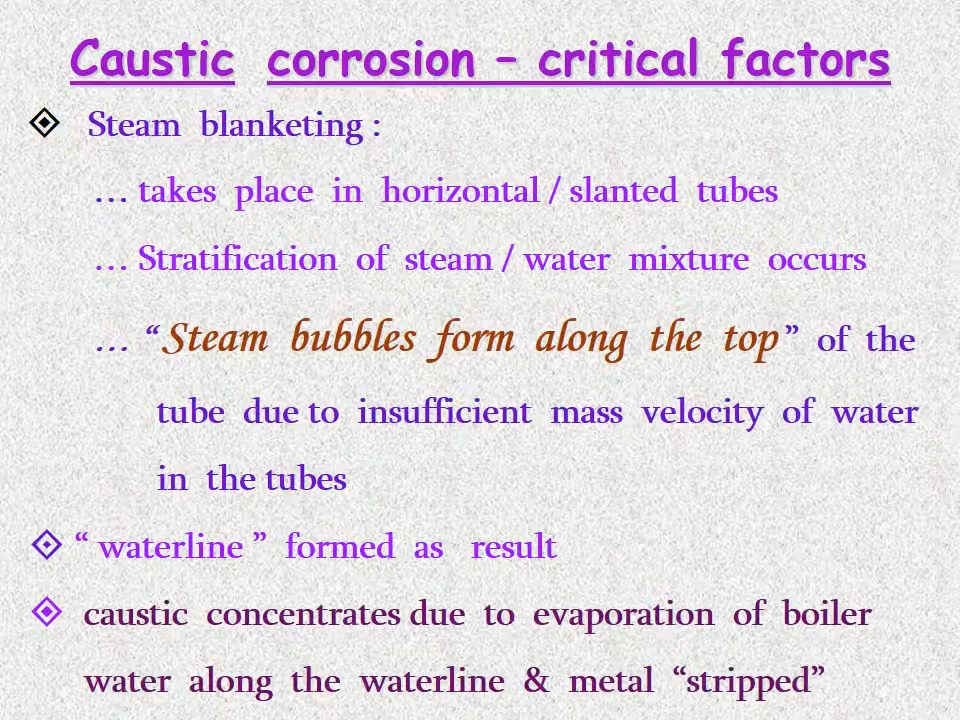 Caustic corrosion – critical factors
Steam blanketing :
… takes place in horizontal / slanted tubes
… Stratification of steam / water mixture occurs
… “Steam bubbles form along the top” of the
tube due to insufficient mass velocity of water
in the tubes
“ waterline ” formed as result
caustic concentrates due to evaporation of boiler
water along the waterline & metal “stripped”